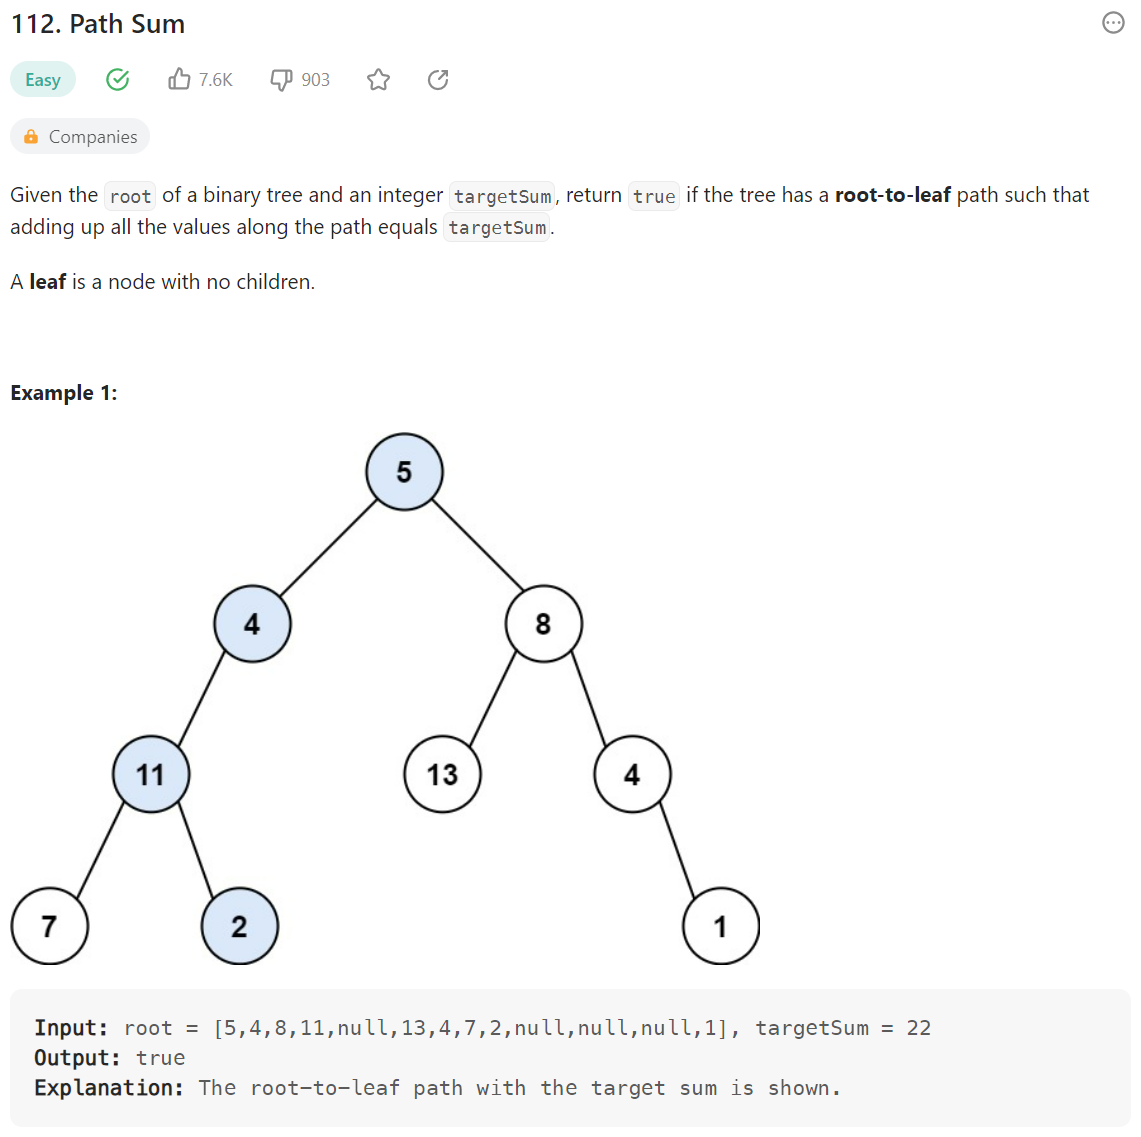 112. Path Sum
Easy 7.6K 903
Companies
Given the root of a binary tree and an integer targetSum, return true if the tree has a root-to-leaf path such that
adding up all the values along the path equals targetSum.
A leaf is a node with no children.
Example 1:
5
4 8
11 13 4
7 2 1
Input: root = [5,4,8,11,null,13,4,7,2,null,null,null,1], targetSum = 22
Output: true
Explanation: The root-to-leaf path with the target sum is shown.